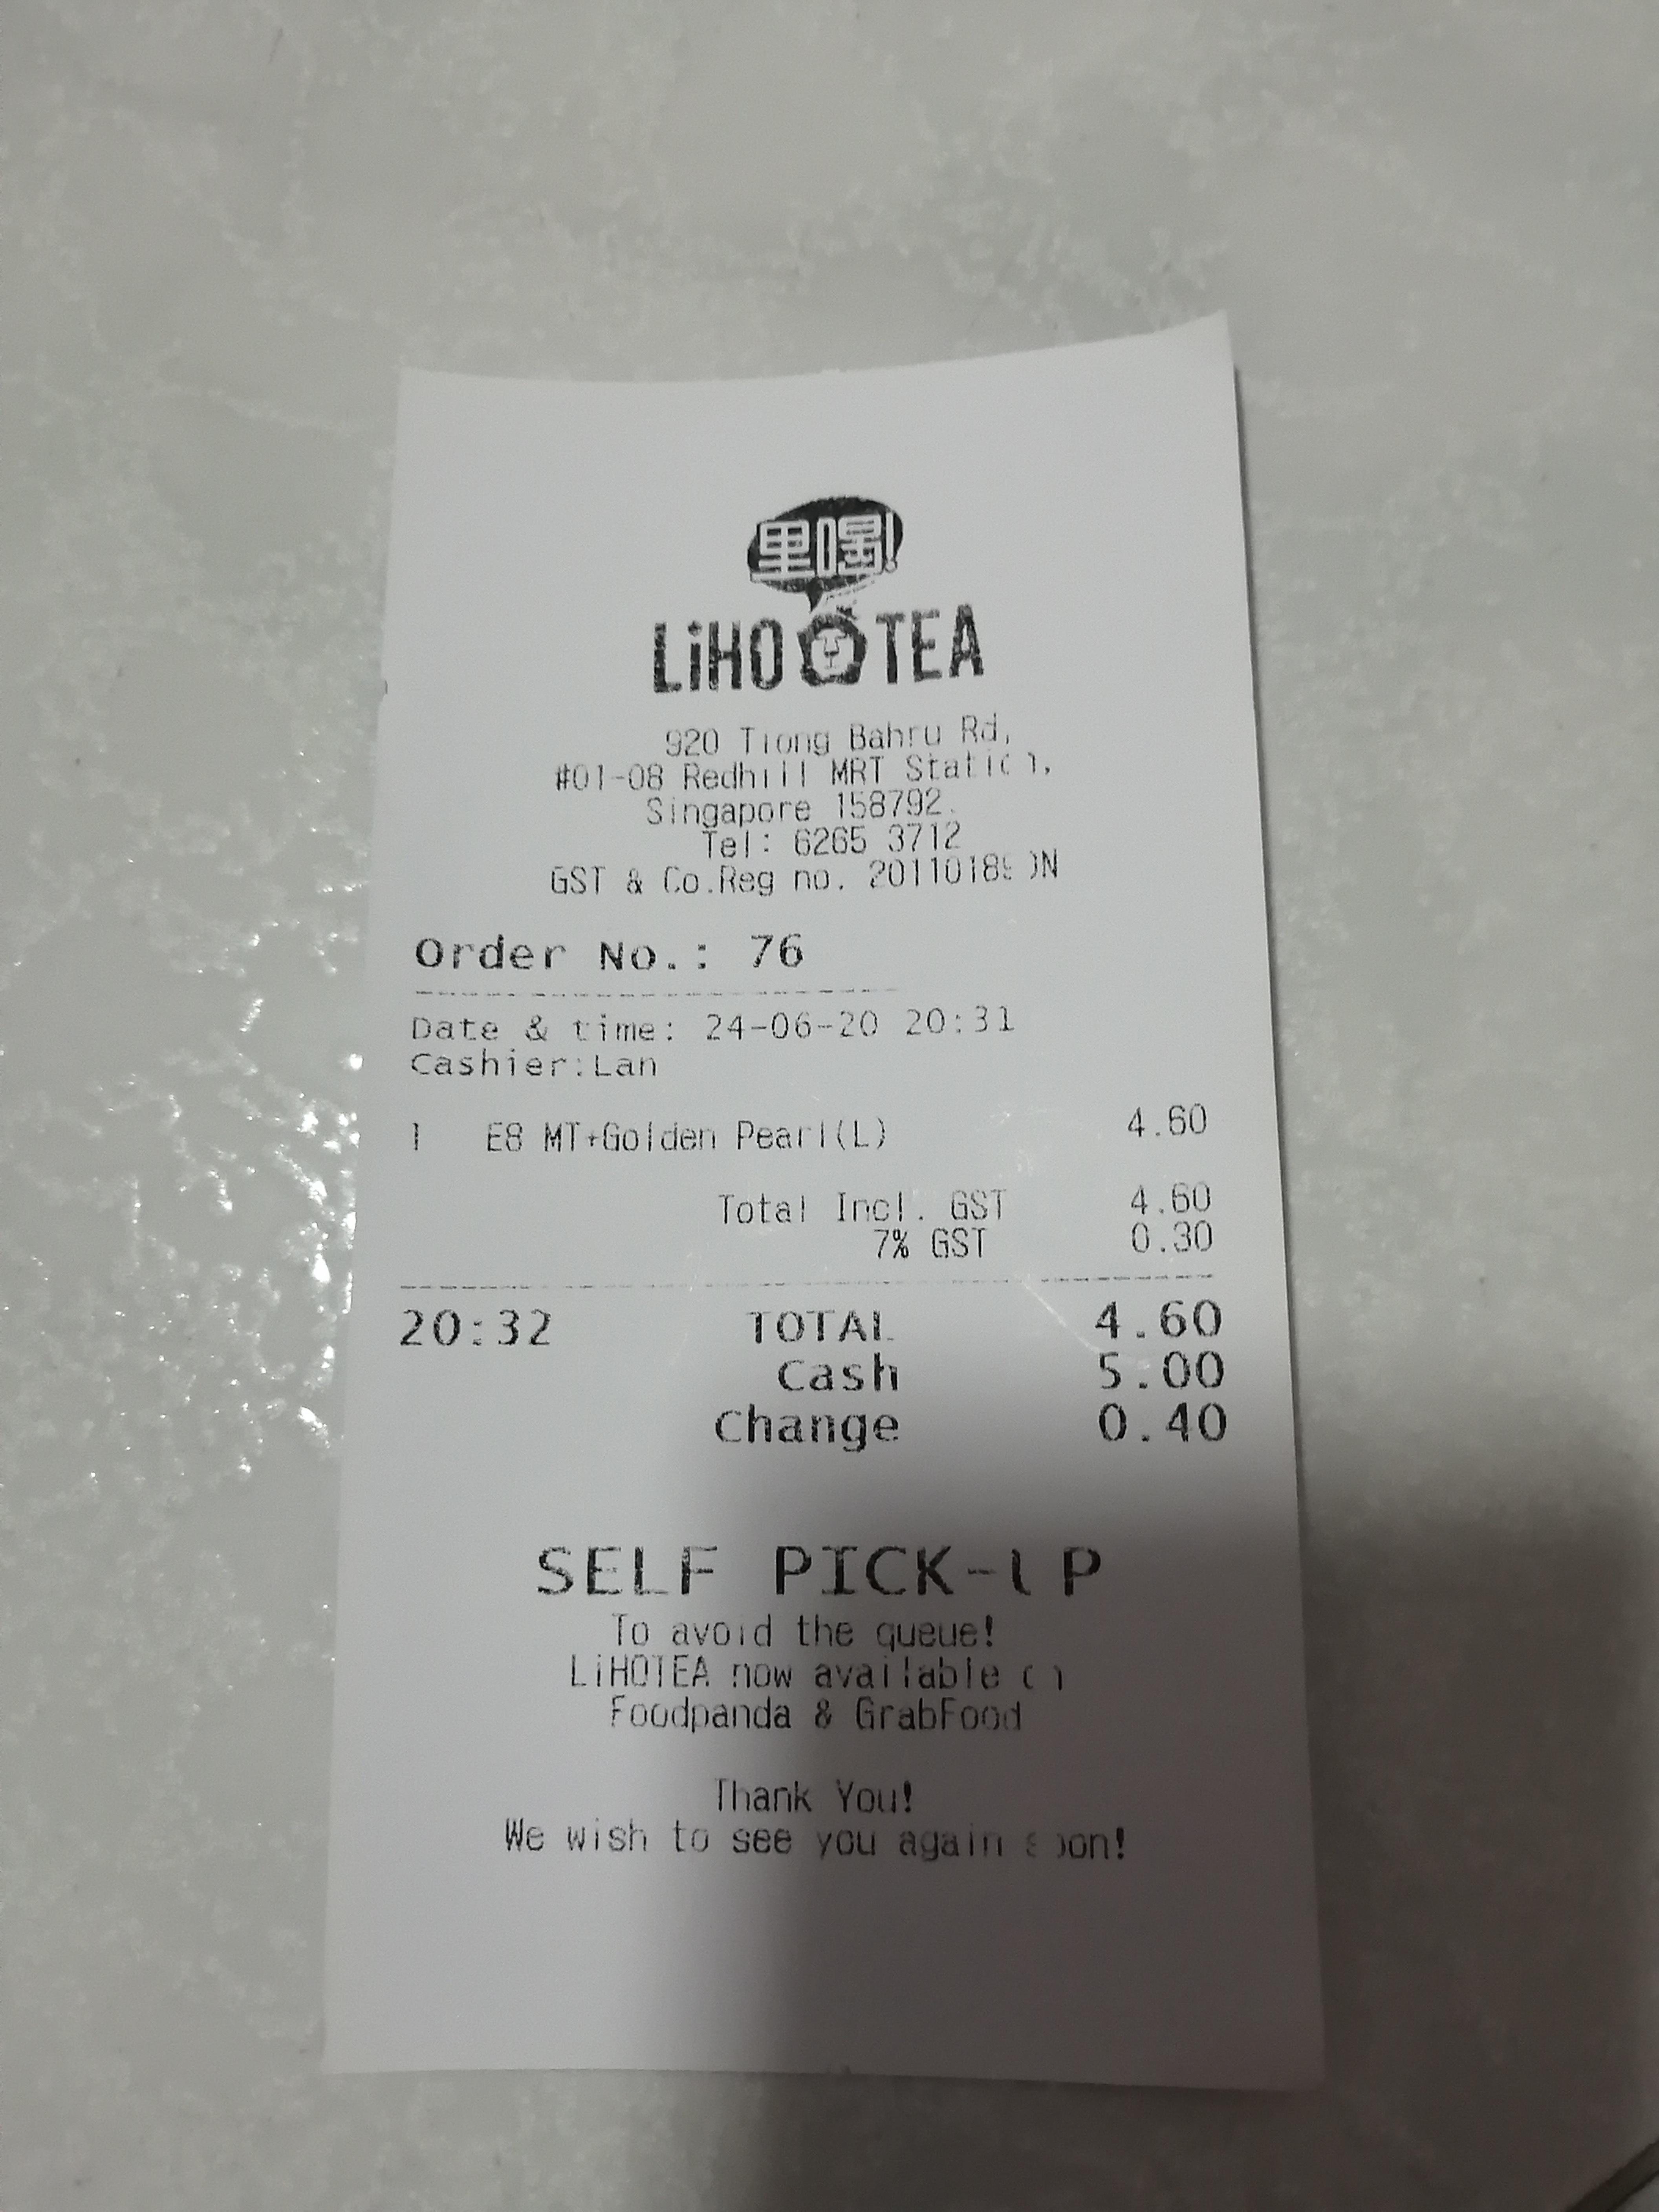 里喝!
LiHO TEA
920 Tiong Bahru Rd,
#01-08 Redhill MRT Station,
Singapore 158792.
Tel: 6265 3712
GST & Co.Reg no.
Order No.: 76
Date & time: 24-06-20 20:31
Cashier:Lan
1 E8 MT+Golden Pearl(L) 4.60
Total Incl. GST 4.60
7% GST 0.30
20:32 TOTAL 4.60
Cash 5.00
Change 0.40
SELF PICK-UP
To avoid the queue!
LiHOTEA now available on
Foodpanda & GrabFood
Thank You!
We wish to see you again soon!